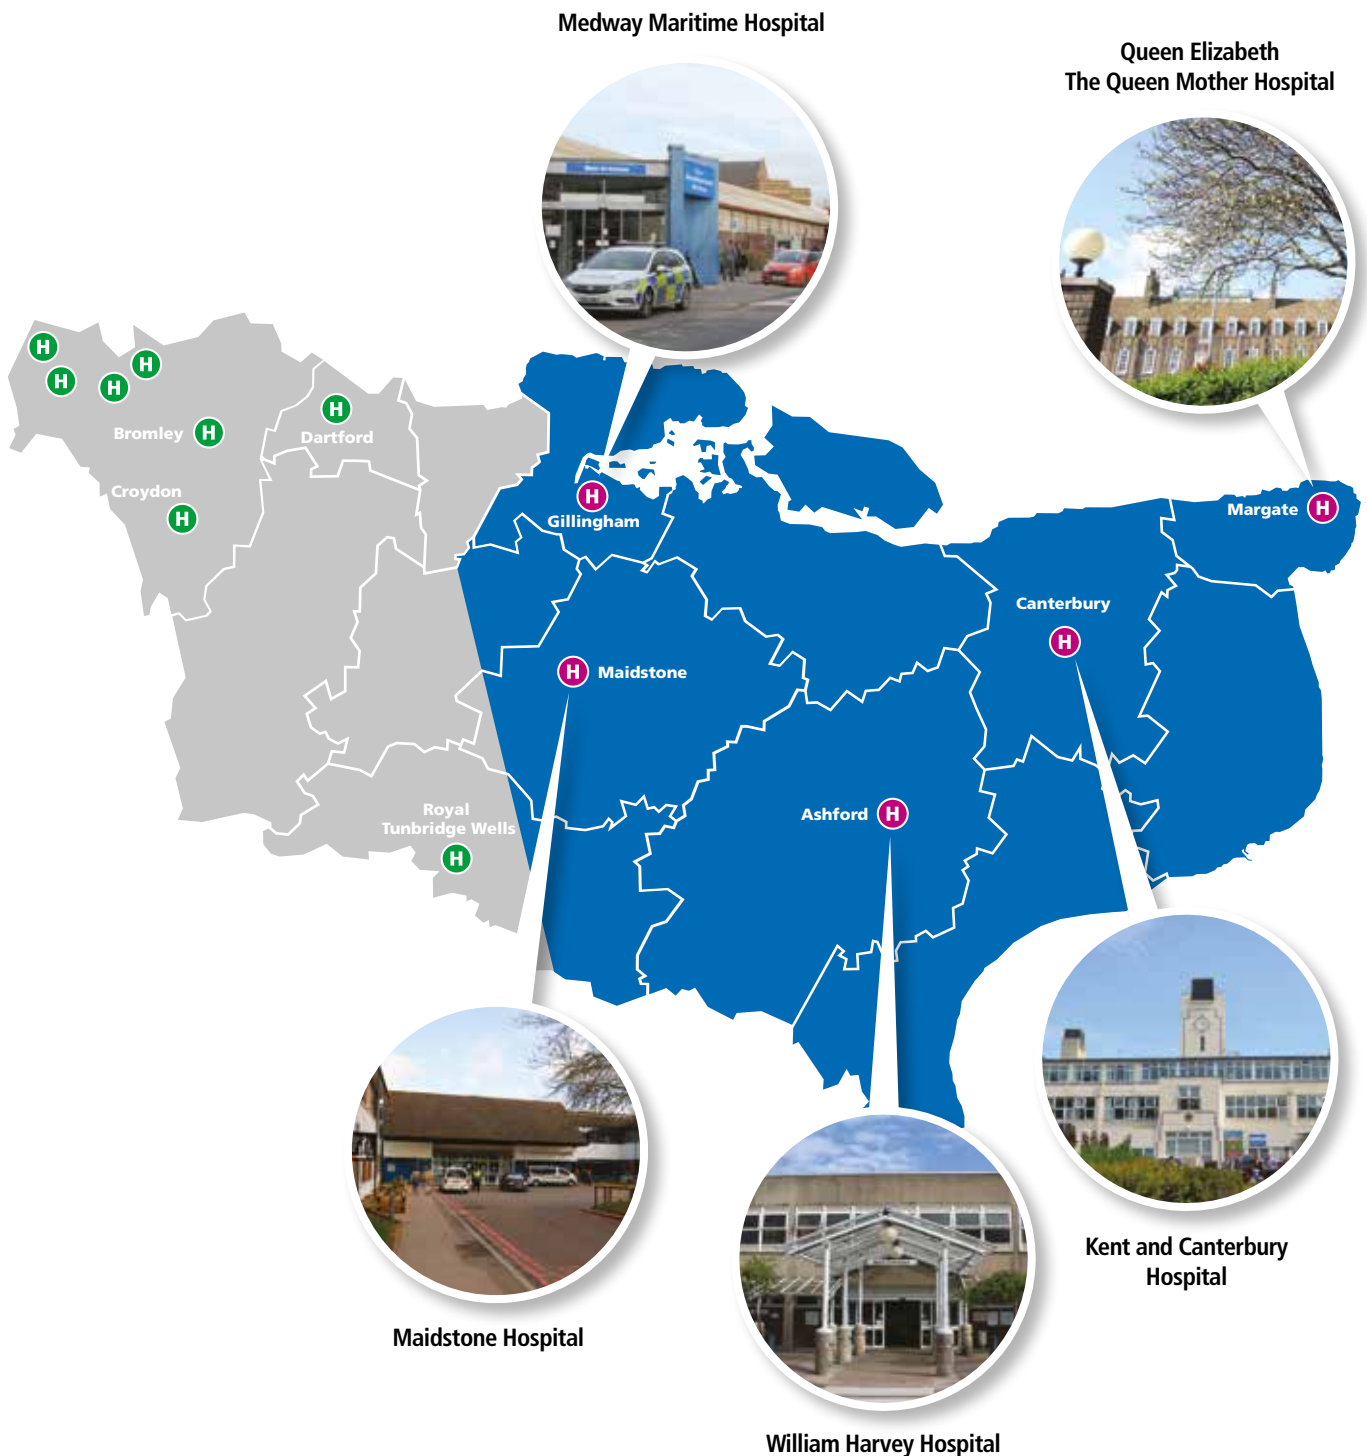 Medway Maritime Hospital
Queen Elizabeth
The Queen Mother Hospital
H
H
H
H
Bromley H
H
Dartford
Croydon
H
H
Gillingham
Margate H
Canterbury
H
H Maidstone
Royal
Tunbridge Wells
H
Ashford H
Kent and Canterbury
Hospital
Maidstone Hospital
William Harvey Hospital